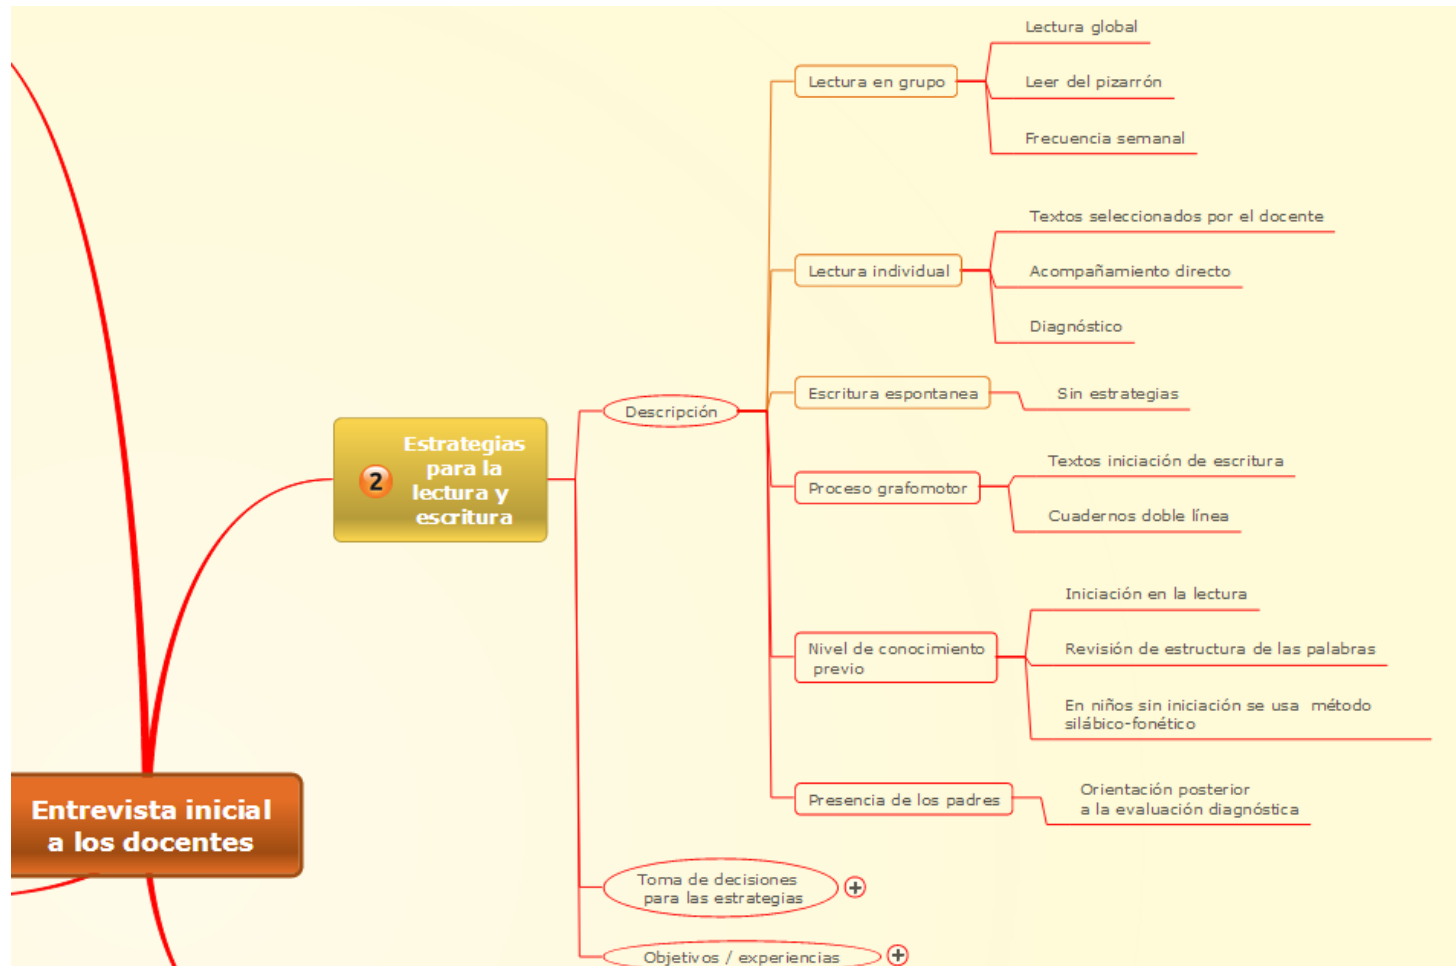 Entrevista inicial
a los docentes
2
Estrategias
para la
lectura y
escritura
Descripción
Lectura en grupo
Lectura global
Leer del pizarrón
Frecuencia semanal
Lectura individual
Textos seleccionados por el docente
Acompañamiento directo
Diagnóstico
Escritura espontanea
Sin estrategias
Proceso grafomotor
Textos iniciación de escritura
Cuadernos doble línea
Nivel de conocimiento
previo
Iniciación en la lectura
Revisión de estructura de las palabras
En niños sin iniciación se usa método
silábico-fonético
Presencia de los padres
Orientación posterior
a la evaluación diagnóstica
Toma de decisiones
para las estrategias
Objetivos / experiencias